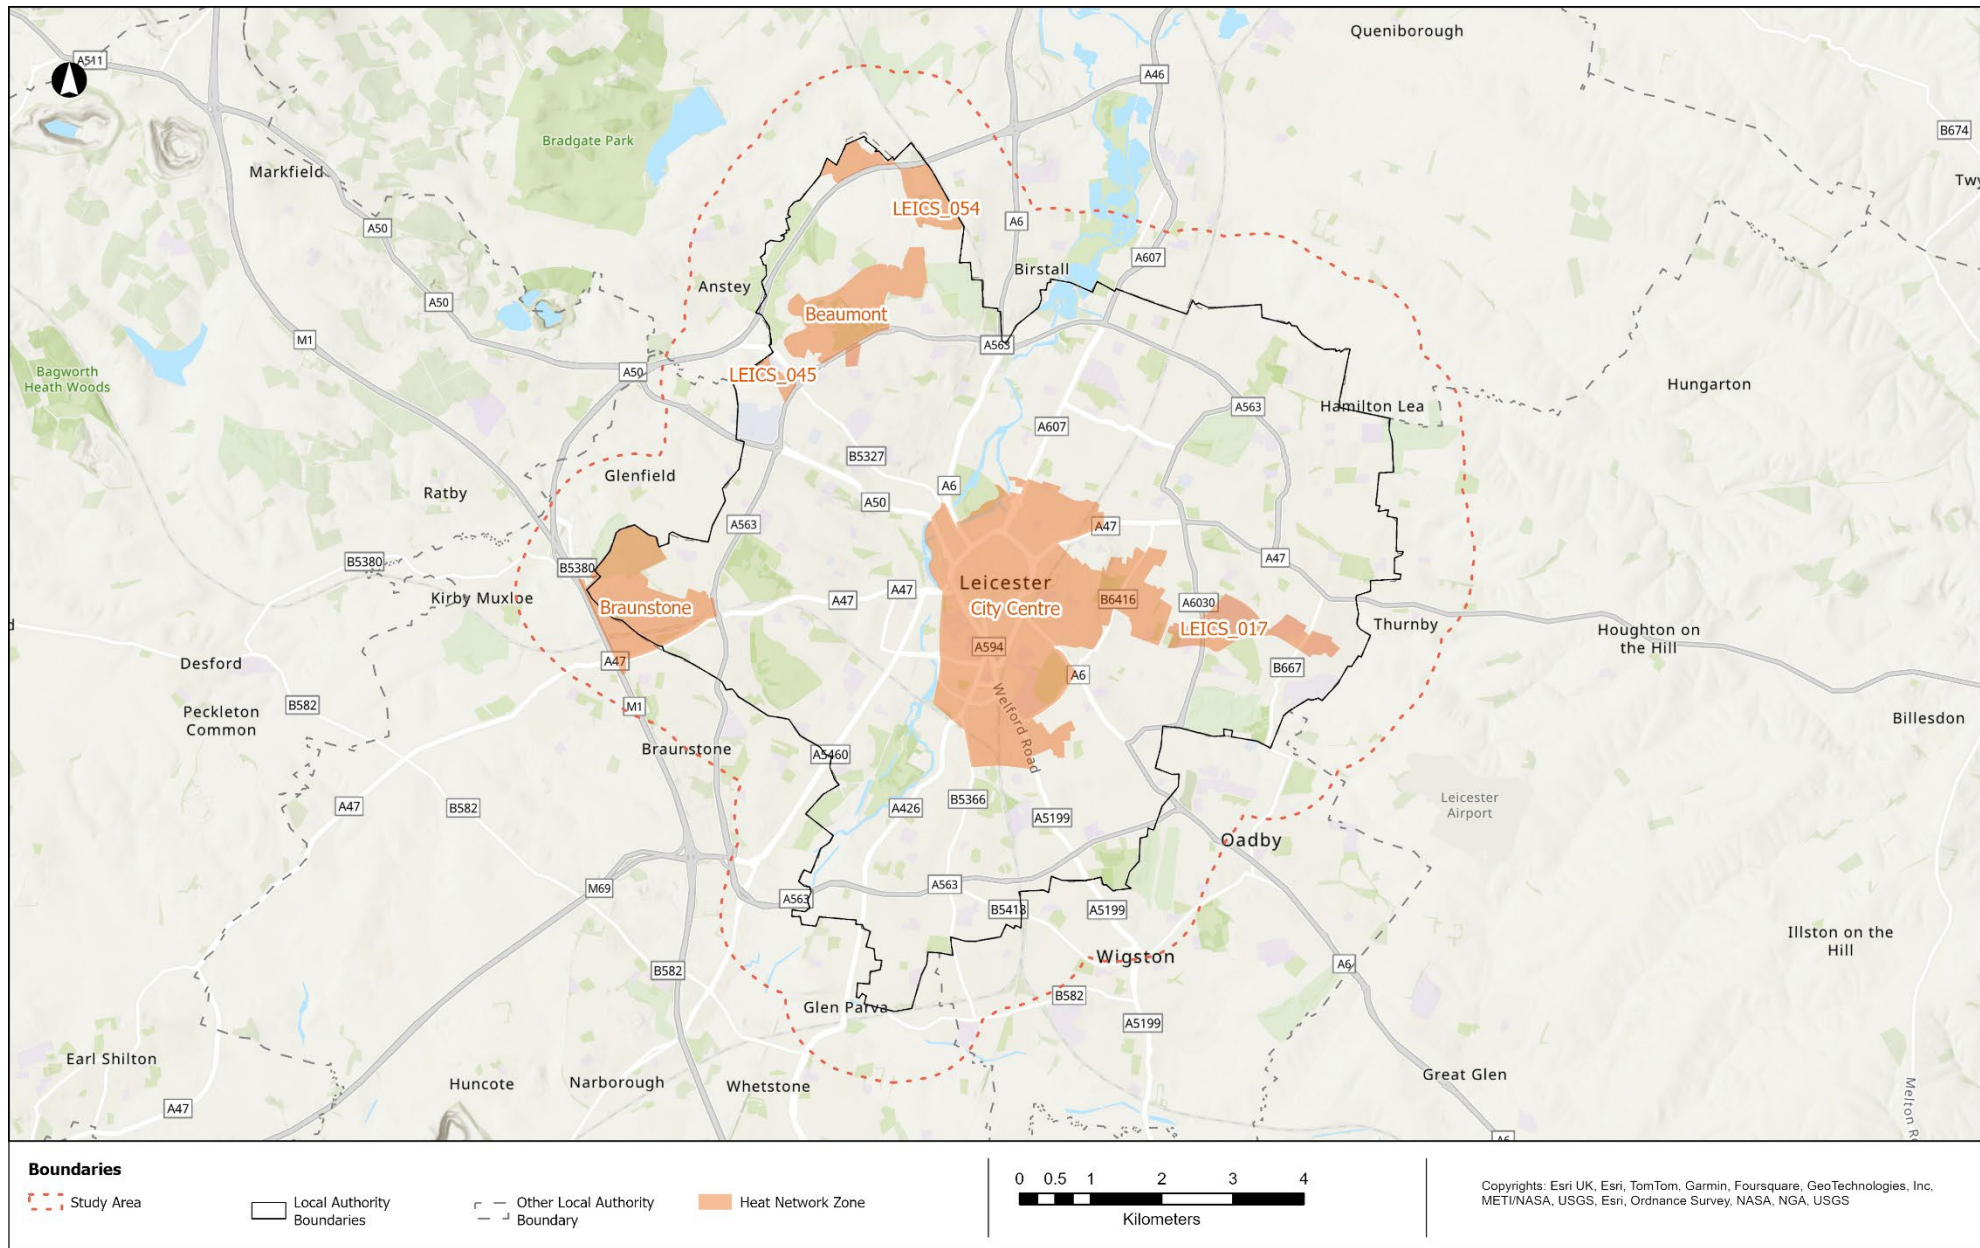 Queniborough
A511
A46
B674
Bradgate Park
Markfield
Twy
LEICS_054
A50
A6
A607
Birstall
Anstey
A50
Beaumont
M1
A563
A50
LEICS_045
Bagworth
Heath Woods
Hungarton
A563
Hamilton Lea
A607
B5327
Glenfield
A6
Ratby
A50
A563
A47
B5380
B5380
A47
Leicester
City Centre
A47
A47
Kirby Muxloe
Braunstone
B6416
A6030
LEICS_017
Thurnby
Houghton on
the Hill
A594
Desford
A47
A6
B667
Welford Road
B582
M1
Peckleton
Common
Billesdon
Braunstone
A5460
A47
B582
A426
B5366
A5199
Leicester
Airport
Oadby
M69
A563
A563
B5418
A5199
Illston on the
Hill
Wigston
A6
B582
B582
Glen Parva
A5199
Earl Shilton
Huncote
Narborough
Whetstone
Great Glen
A47
Melton R
A6
Boundaries
Study Area
Local Authority
Boundaries
Other Local Authority
Boundary
Heat Network Zone
0 0.5 1 2 3 4
Kilometers
Copyrights: Esri UK, Esri, TomTom, Garmin, Foursquare, GeoTechnologies, Inc,
METI/NASA, USGS, Esri, Ordnance Survey, NASA, NGA, USGS